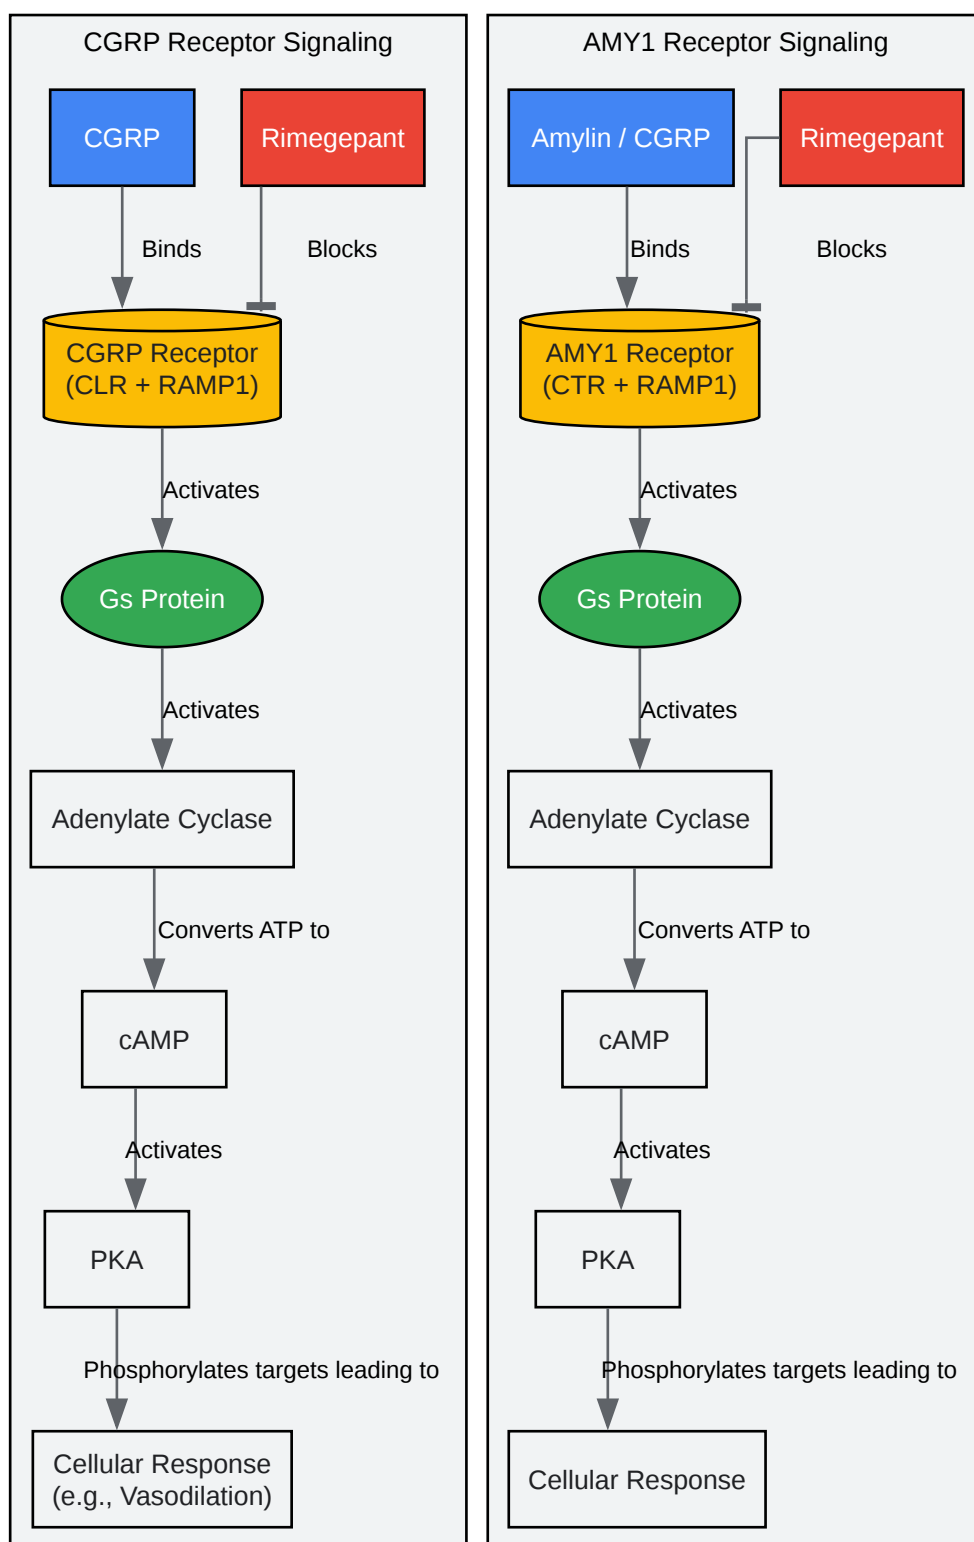 CGRP Receptor Signaling
CGRP
Rimegepant
Binds
Blocks
CGRP Receptor
(CLR + RAMP1)
Activates
Gs Protein
Activates
Adenylate Cyclase
Converts ATP to
cAMP
Activates
PKA
Phosphorylates targets leading to
Cellular Response
(e.g., Vasodilation)
AMY1 Receptor Signaling
Amylin / CGRP
Rimegepant
Binds
Blocks
AMY1 Receptor
(CTR + RAMP1)
Activates
Gs Protein
Activates
Adenylate Cyclase
Converts ATP to
cAMP
Activates
PKA
Phosphorylates targets leading to
Cellular Response